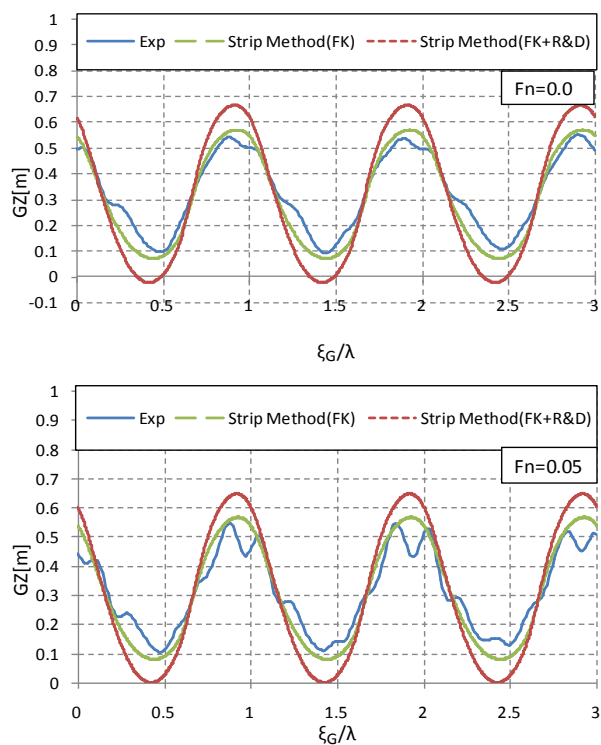 1
Exp Strip Method(FK) Strip Method(FK+R&D)
0.9
0.8
Fn=0.0
0.7
0.6
0.5
0.4
0.3
0.2
0.1
0
-0.1
GZ[m]
0 0.5 1 1.5 2 2.5 3
ξG/λ
1
Exp Strip Method(FK) Strip Method(FK+R&D)
0.9
0.8
Fn=0.05
0.7
0.6
0.5
0.4
0.3
0.2
0.1
0
GZ[m]
0 0.5 1 1.5 2 2.5 3
ξG/λ